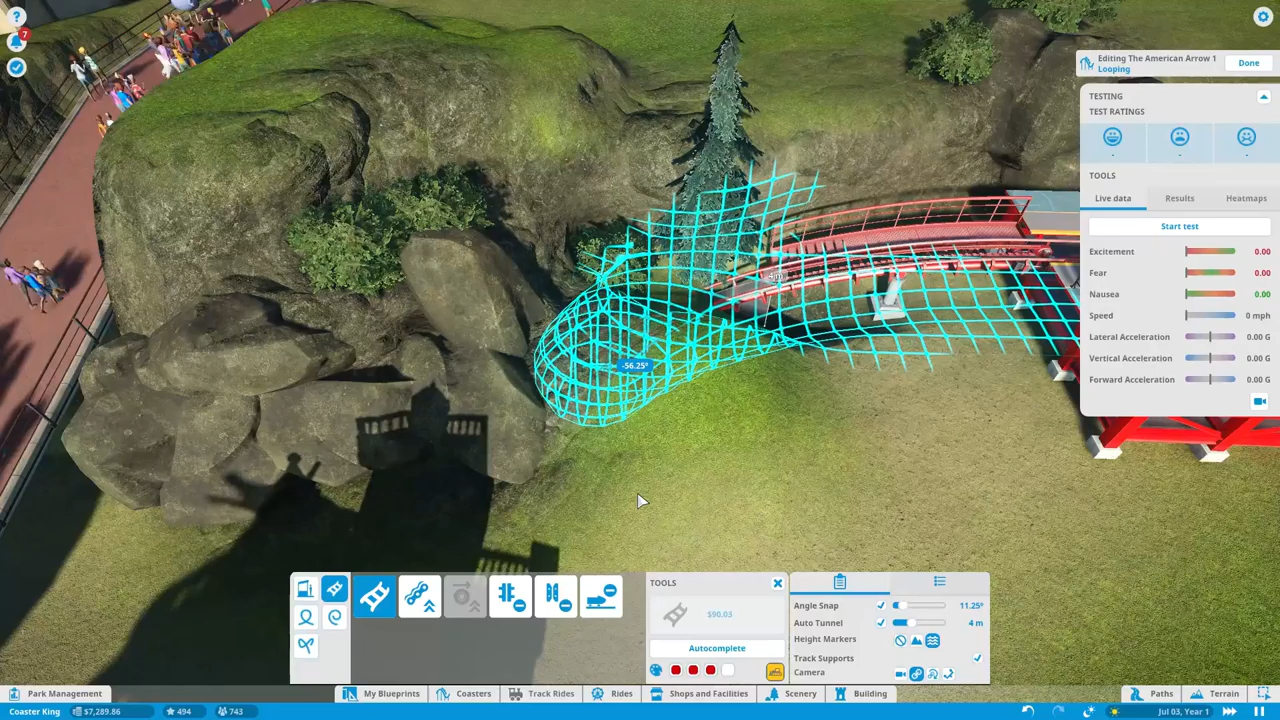 ?
7
Editing The American Arrow 1
Looping
Done
TESTING
TEST RATINGS
- - -
TOOLS
Live data Results Heatmaps
Start test
Excitement 0.00
Fear 0.00
Nausea 0.00
Speed 0 mph
Lateral Acceleration 0.00 G
Vertical Acceleration 0.00 G
Forward Acceleration 0.00 G
4 m
-56.25°
TOOLS
$90.03
Autocomplete
Angle Snap 11.25°
Auto Tunnel 4 m
Height Markers
Track Supports
Camera
Park Management My Blueprints Coasters Track Rides Rides Shops and Facilities Scenery Building Paths Terrain
Coaster King $7,289.86 494 743 Jul 03, Year 1